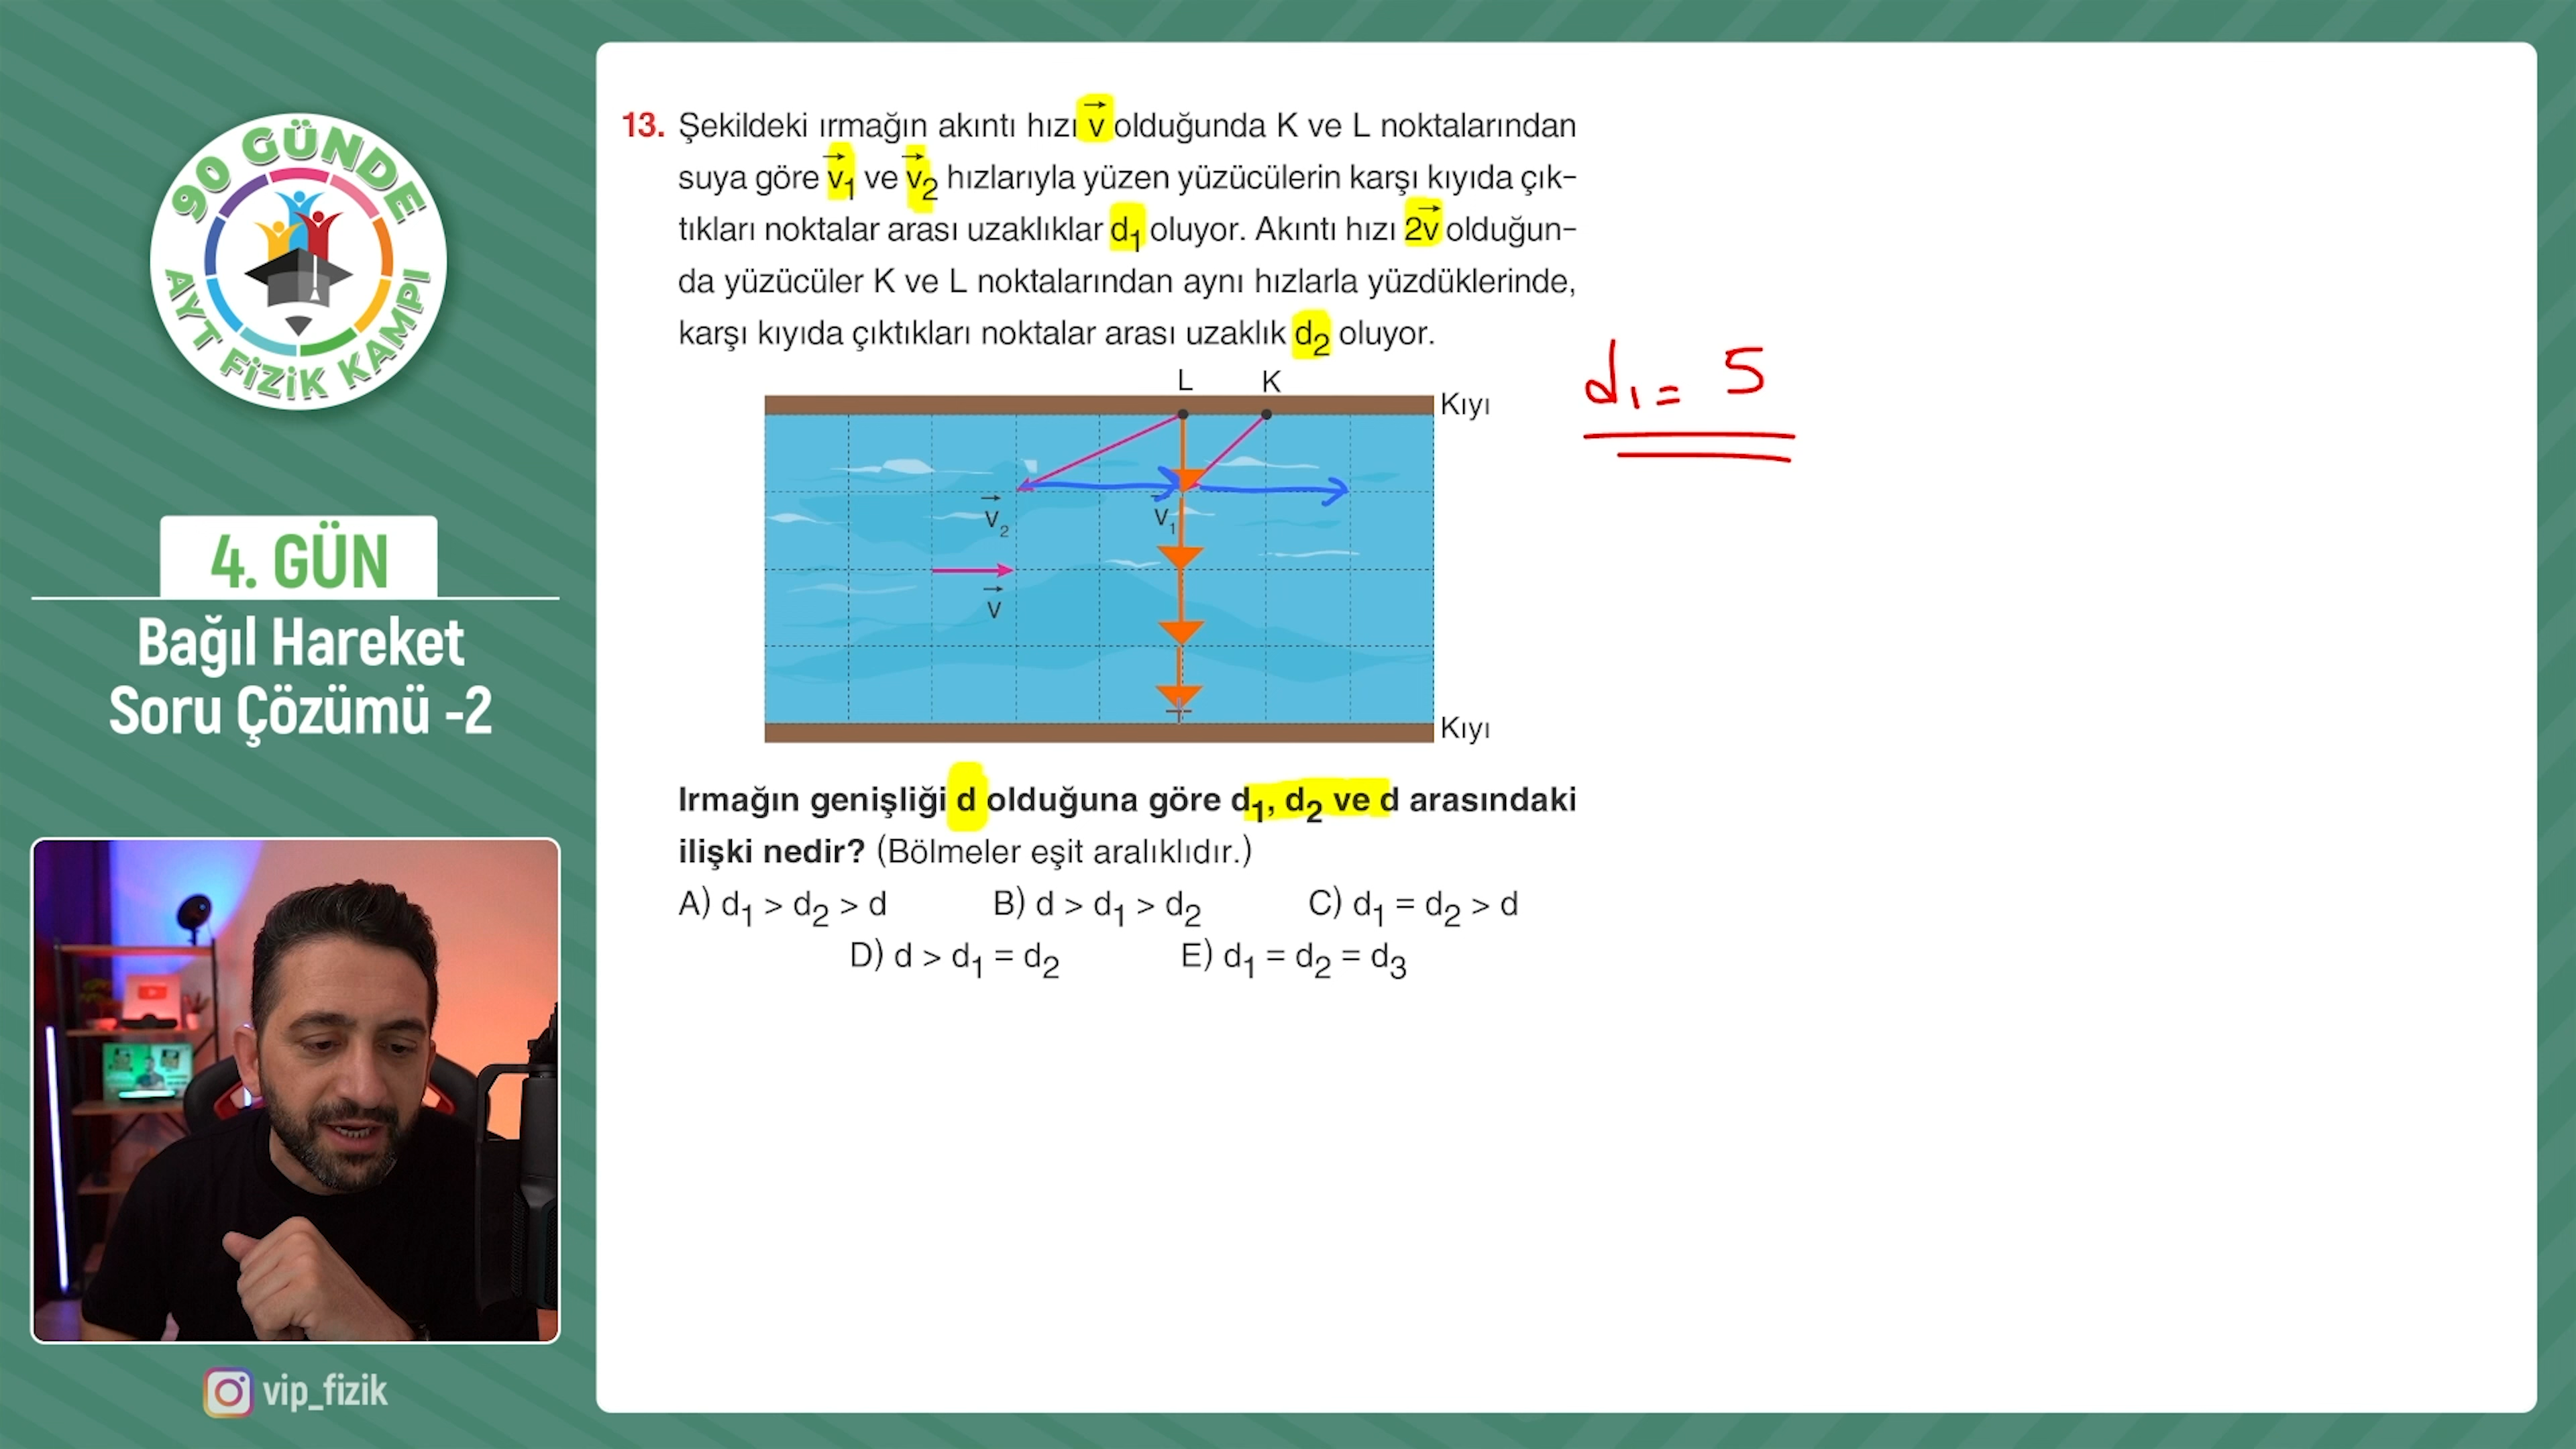 90 GÜNDE
AYT FİZİK KAMPI
4. GÜN
Bağıl Hareket
Soru Çözümü -2
vip_fizik
13. Şekildeki ırmağın akıntı hızı v⃗ olduğunda K ve L noktalarından
suya göre v⃗₁ ve v⃗₂ hızlarıyla yüzen yüzücülerin karşı kıyıda çık-
tıkları noktalar arası uzaklıklar d₁ oluyor. Akıntı hızı 2v⃗ olduğun-
da yüzücüler K ve L noktalarından aynı hızlarla yüzdüklerinde,
karşı kıyıda çıktıkları noktalar arası uzaklık d₂ oluyor.
d₁ = 5
L K
Kıyı
v⃗₂ v⃗₁
v⃗
Kıyı
Irmağın genişliği d olduğuna göre d₁, d₂ ve d arasındaki
ilişki nedir? (Bölmeler eşit aralıklıdır.)
A) d₁ > d₂ > d B) d > d₁ > d₂ C) d₁ = d₂ > d
D) d > d₁ = d₂ E) d₁ = d₂ = d₃